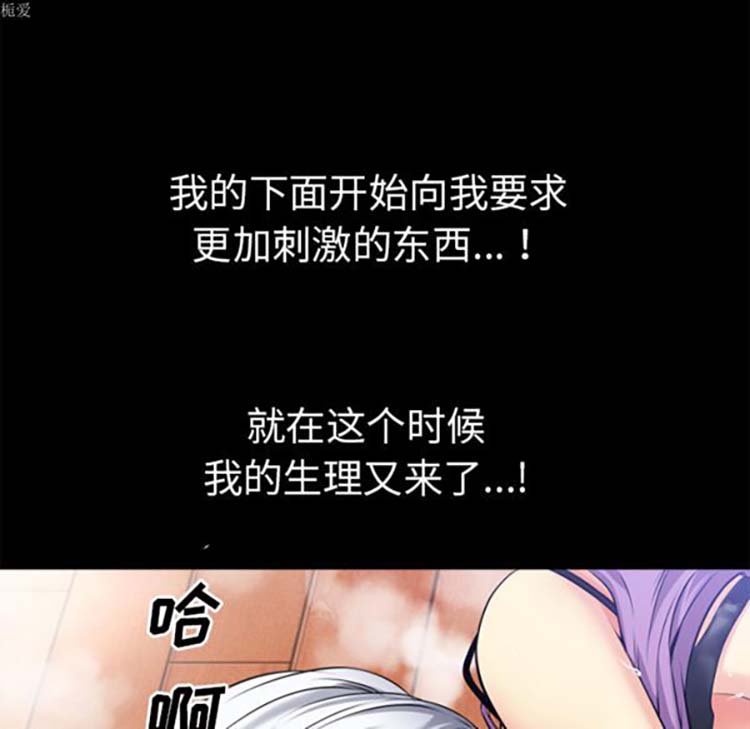 栀爱
我的下面开始向我要求
更加刺激的东西...！
就在这个时候
我的生理又来了...!
哈
啊